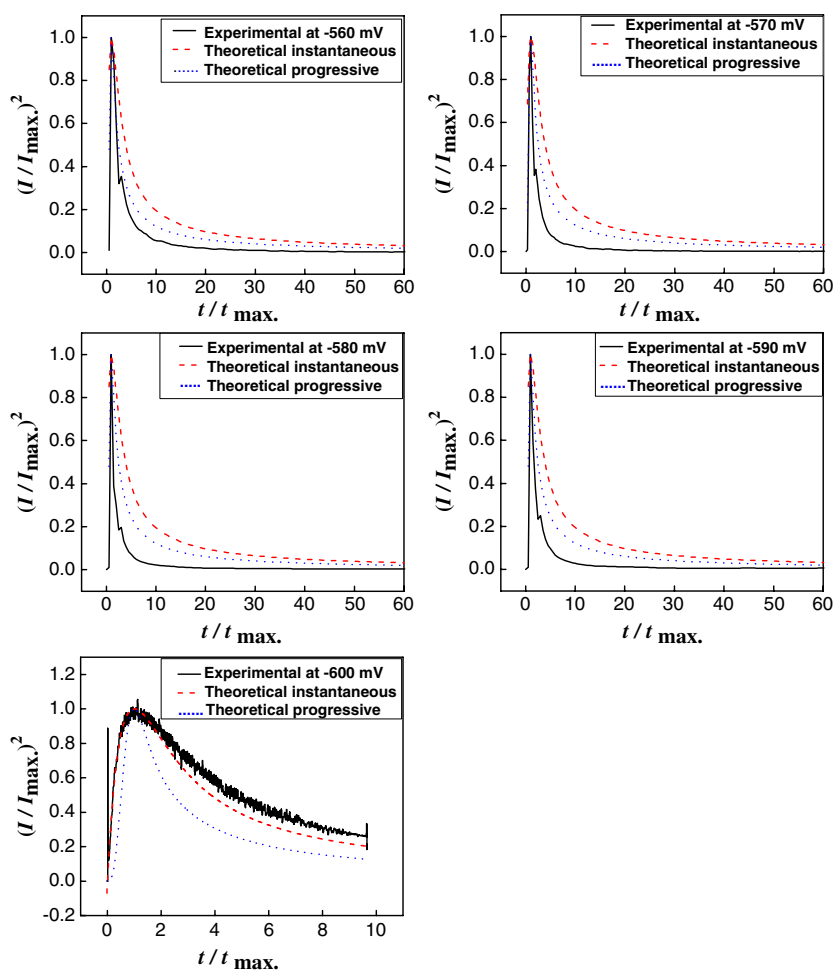 Experimental at -560 mV
Theoretical instantaneous
Theoretical progressive
1.0
0.8
0.6
0.4
0.2
0.0
(I / I max.)²
0 10 20 30 40 50 60
t / t max.
Experimental at -570 mV
Theoretical instantaneous
Theoretical progressive
1.0
0.8
0.6
0.4
0.2
0.0
(I / I max.)²
0 10 20 30 40 50 60
t / t max.
Experimental at -580 mV
Theoretical instantaneous
Theoretical progressive
1.0
0.8
0.6
0.4
0.2
0.0
(I / I max.)²
0 10 20 30 40 50 60
t / t max.
Experimental at -590 mV
Theoretical instantaneous
Theoretical progressive
1.0
0.8
0.6
0.4
0.2
0.0
(I / I max.)²
0 10 20 30 40 50 60
t / t max.
Experimental at -600 mV
Theoretical instantaneous
Theoretical progressive
1.2
1.0
0.8
0.6
0.4
0.2
0.0
-0.2
(I / I max.)²
0 2 4 6 8 10
t / t max.